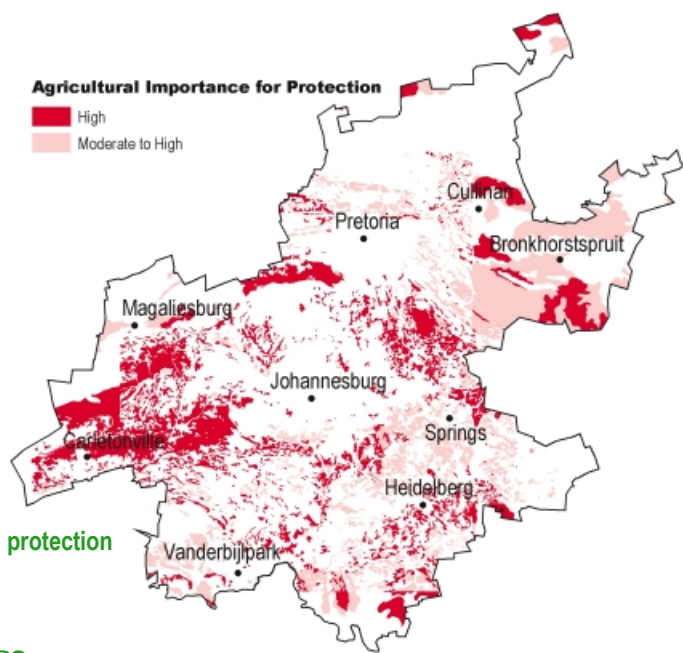 Agricultural Importance for Protection
High
Moderate to High
Cullinan
Pretoria
Bronkhorstspruit
Magaliesburg
Johannesburg
Springs
Carletonville
Heidelberg
protection
Vanderbijlpark